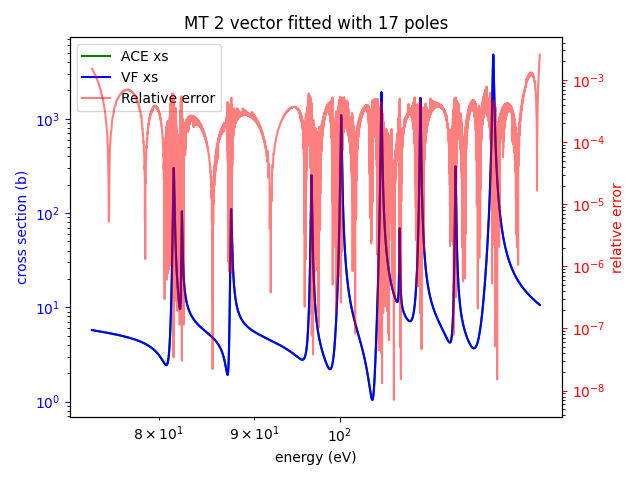 MT 2 vector fitted with 17 poles
ACE xs
VF xs
Relative error
cross section (b)
10³
10²
10¹
10⁰
relative error
10⁻³
10⁻⁴
10⁻⁵
10⁻⁶
10⁻⁷
10⁻⁸
8 × 10¹
9 × 10¹
10²
energy (eV)